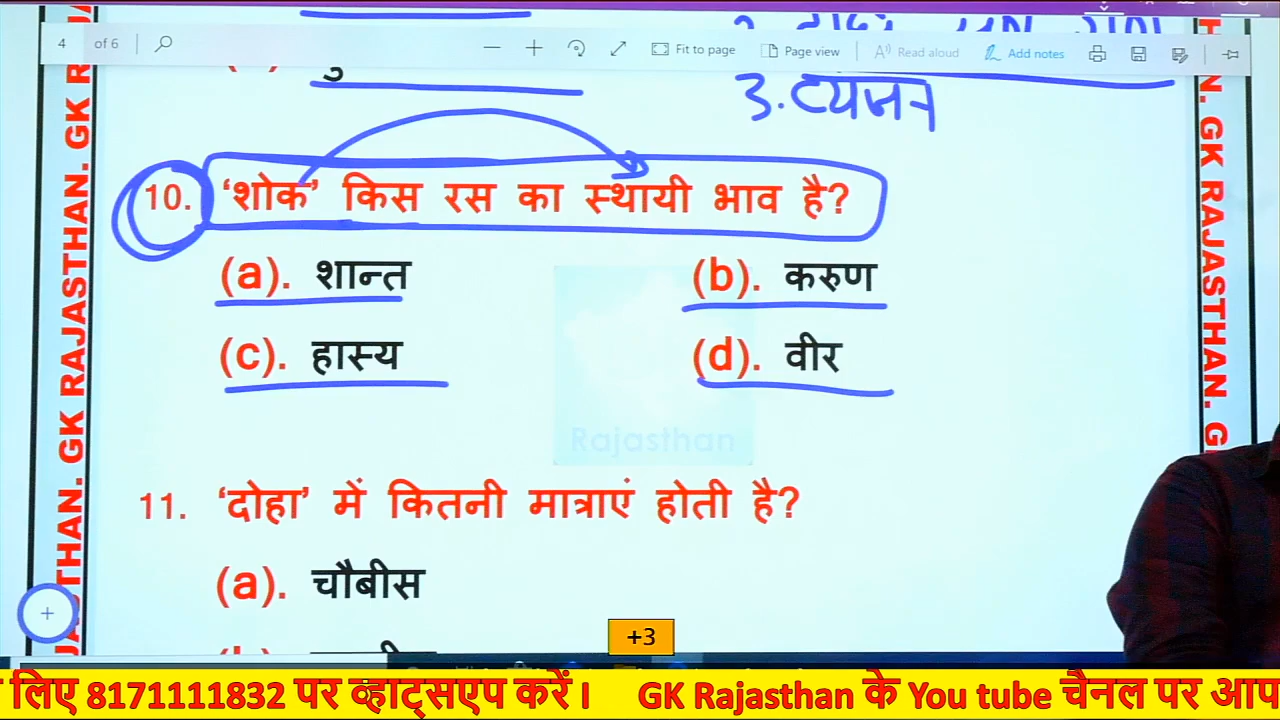 4 of 6 Fit to page Page view Read aloud Add notes
3. व्यंजन
10. ‘शोक’ किस रस का स्थायी भाव है?
(a). शान्त (b). करुण
(c). हास्य (d). वीर
Rajasthan
11. ‘दोहा’ में कितनी मात्राएं होती है?
(a). चौबीस
+3
लिए 8171111832 पर व्हाट्सएप करें। GK Rajasthan के You tube चैनल पर आप
GK RAJASTHAN. GK RAJASTHAN. GK
N. GK RAJASTHAN. G